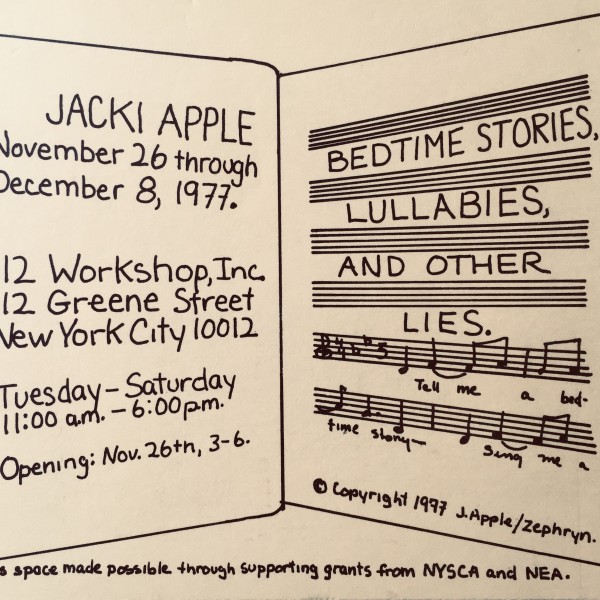 JACKI APPLE
November 26 through
December 8, 1977.
12 Workshop, Inc.
12 Greene Street
New York City 10012
Tuesday - Saturday
11:00 a.m. - 6:00 p.m.
Opening: Nov. 26th, 3-6.
BEDTIME STORIES,
LULLABIES,
AND OTHER
LIES.
Tell me a bed-
time story—
Sing me a
© Copyright 1977 J. Apple/Zephryn.
s space made possible through supporting grants from NYSCA and NEA.